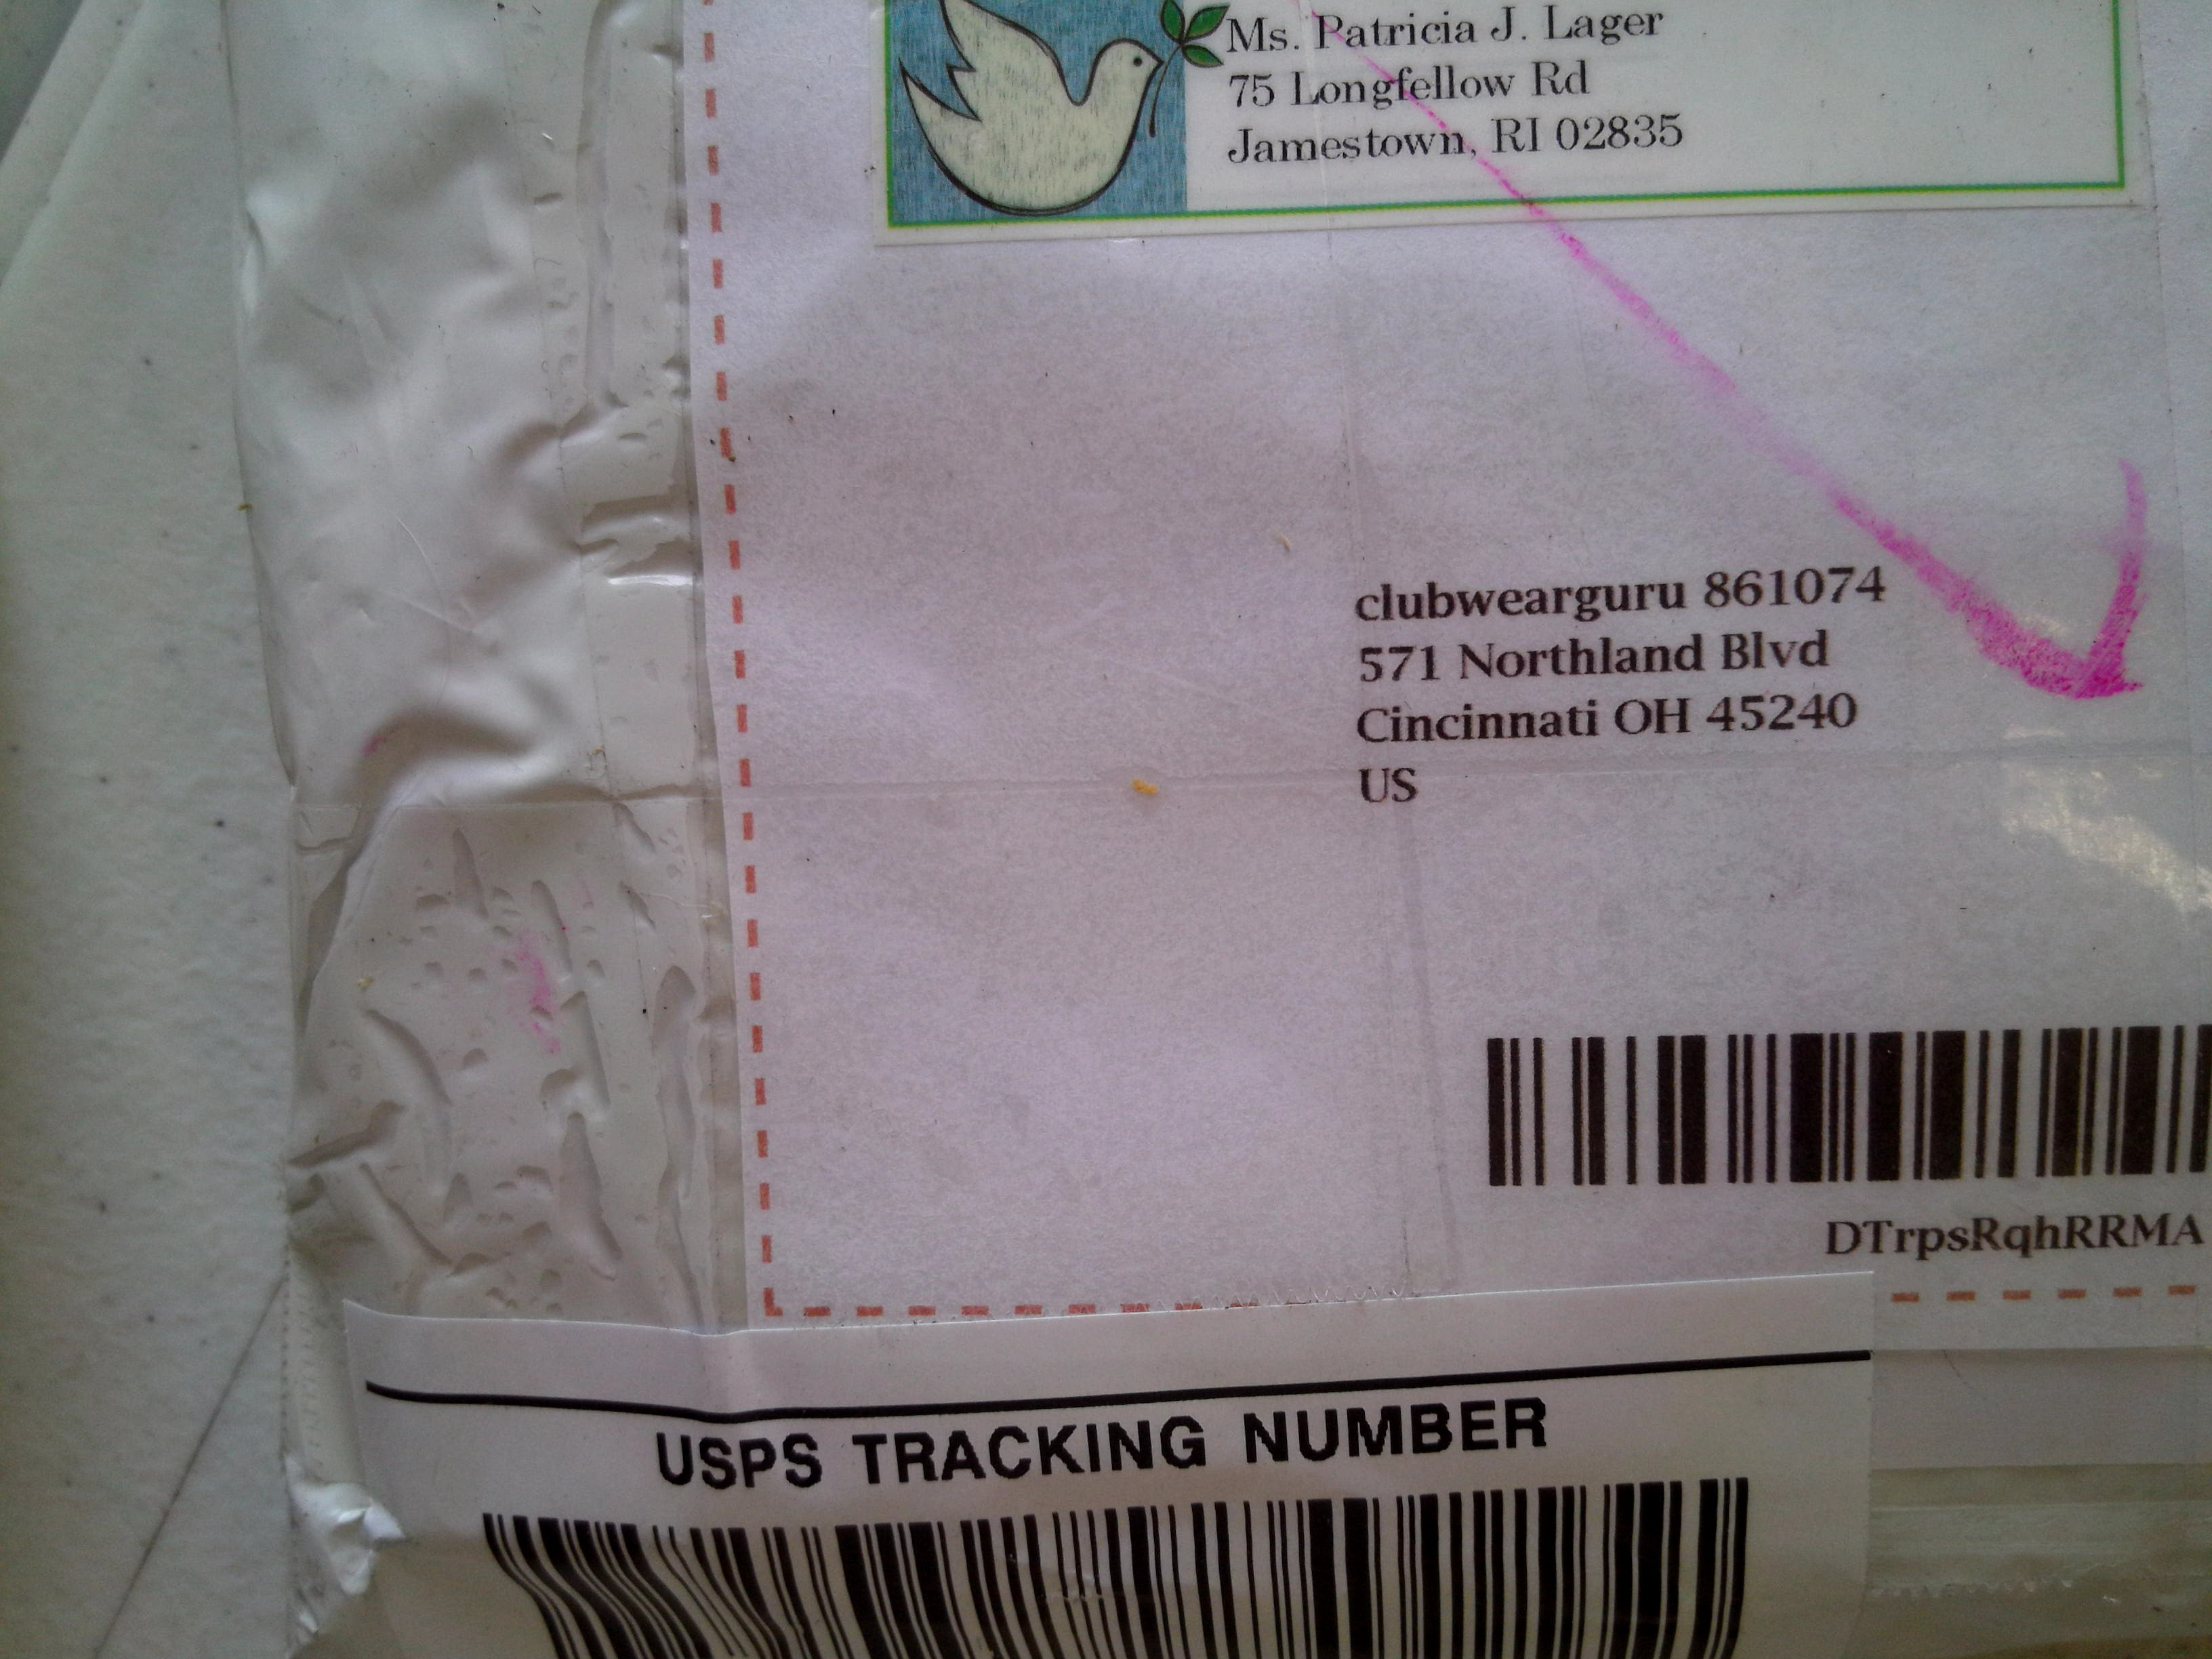 Ms. Patricia J. Lager
75 Longfellow Rd
Jamestown, RI 02835
clubwearguru 861074
571 Northland Blvd
Cincinnati OH 45240
US
DTrpsRqhRRMA
USPS TRACKING NUMBER